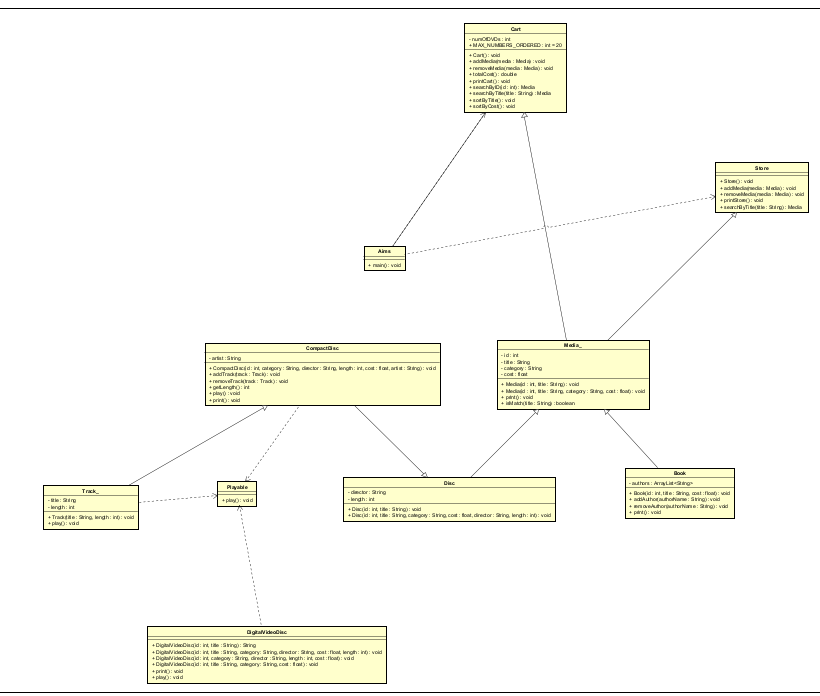 Cart
- numOfDVDs : int
+ MAX_NUMBERS_ORDERED : int = 20
+ Cart() : void
+ addMedia(media : Media) : void
+ removeMedia(media : Media) : void
+ totalCost() : double
+ printCart() : void
+ searchByID(id : int) : Media
+ searchByTitle(title : String) : Media
+ sortByTitle() : void
+ sortByCost() : void
Store
+ Store() : void
+ addMedia(media : Media) : void
+ removeMedia(media : Media) : void
+ printStore() : void
+ searchByTitle(title : String) : Media
Aims
+ main() : void
CompactDisc
- artist : String
+ CompactDisc(id : int, category : String, director : String, length : int, cost : float, artist : String) : void
+ addTrack(track : Track) : void
+ removeTrack(track : Track) : void
+ getLength() : int
+ play() : void
+ print() : void
Media_
- id : int
- title : String
- category : String
- cost : float
+ Media(id : int, title : String) : void
+ Media(id : int, title : String, category : String, cost : float) : void
+ print() : void
+ isMatch(title : String) : boolean
Track_
- title : String
- length : int
+ Track(title : String, length : int) : void
+ play() : void
Playable
+ play() : void
Disc
- director : String
- length : int
+ Disc(id : int, title : String) : void
+ Disc(id : int, title : String, category : String, cost : float, director : String, length : int) : void
Book
- authors : ArrayList<String>
+ Book(id : int, title : String, cost : float) : void
+ addAuthor(authorName : String) : void
+ removeAuthor(authorName : String) : void
+ print() : void
DigitalVideoDisc
+ DigitalVideoDisc(id : int, title : String) : String
+ DigitalVideoDisc(id : int, title : String, category : String, director : String, cost : float, length : int) : void
+ DigitalVideoDisc(id : int, category : String, director : String, length : int, cost : float) : void
+ DigitalVideoDisc(id : int, title : String, category : String, cost : float) : void
+ print() : void
+ play() : void